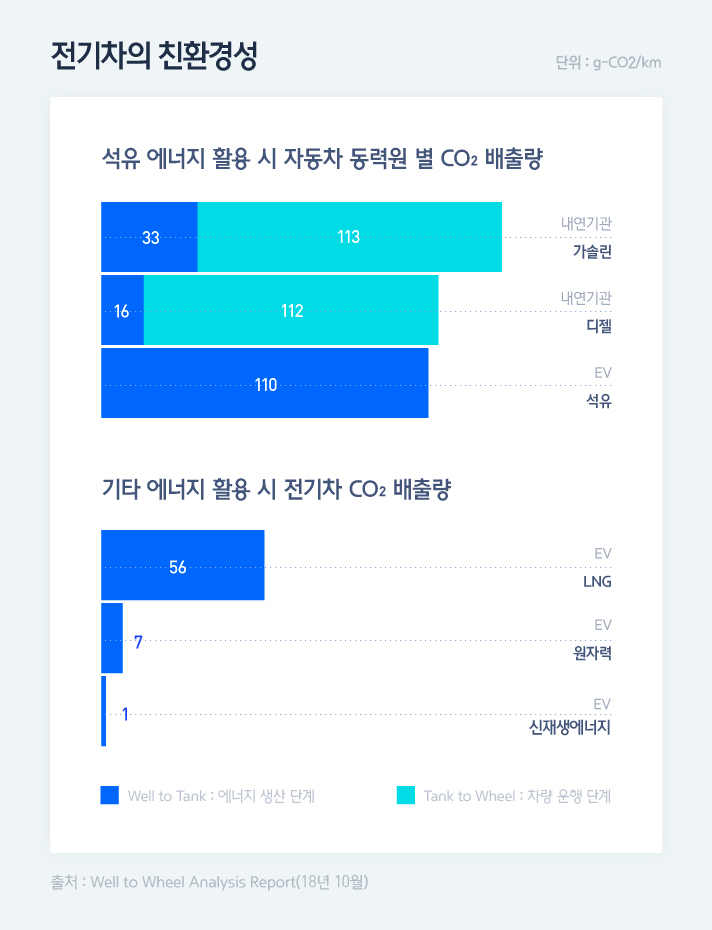 전기차의 친환경성
단위 : g-CO2/km
석유 에너지 활용 시 자동차 동력원 별 CO₂ 배출량
33
113
내연기관
가솔린
16
112
내연기관
디젤
110
EV
석유
기타 에너지 활용 시 전기차 CO₂ 배출량
56
EV
LNG
7
EV
원자력
1
EV
신재생에너지
Well to Tank : 에너지 생산 단계
Tank to Wheel : 차량 운행 단계
출처 : Well to Wheel Analysis Report(18년 10월)